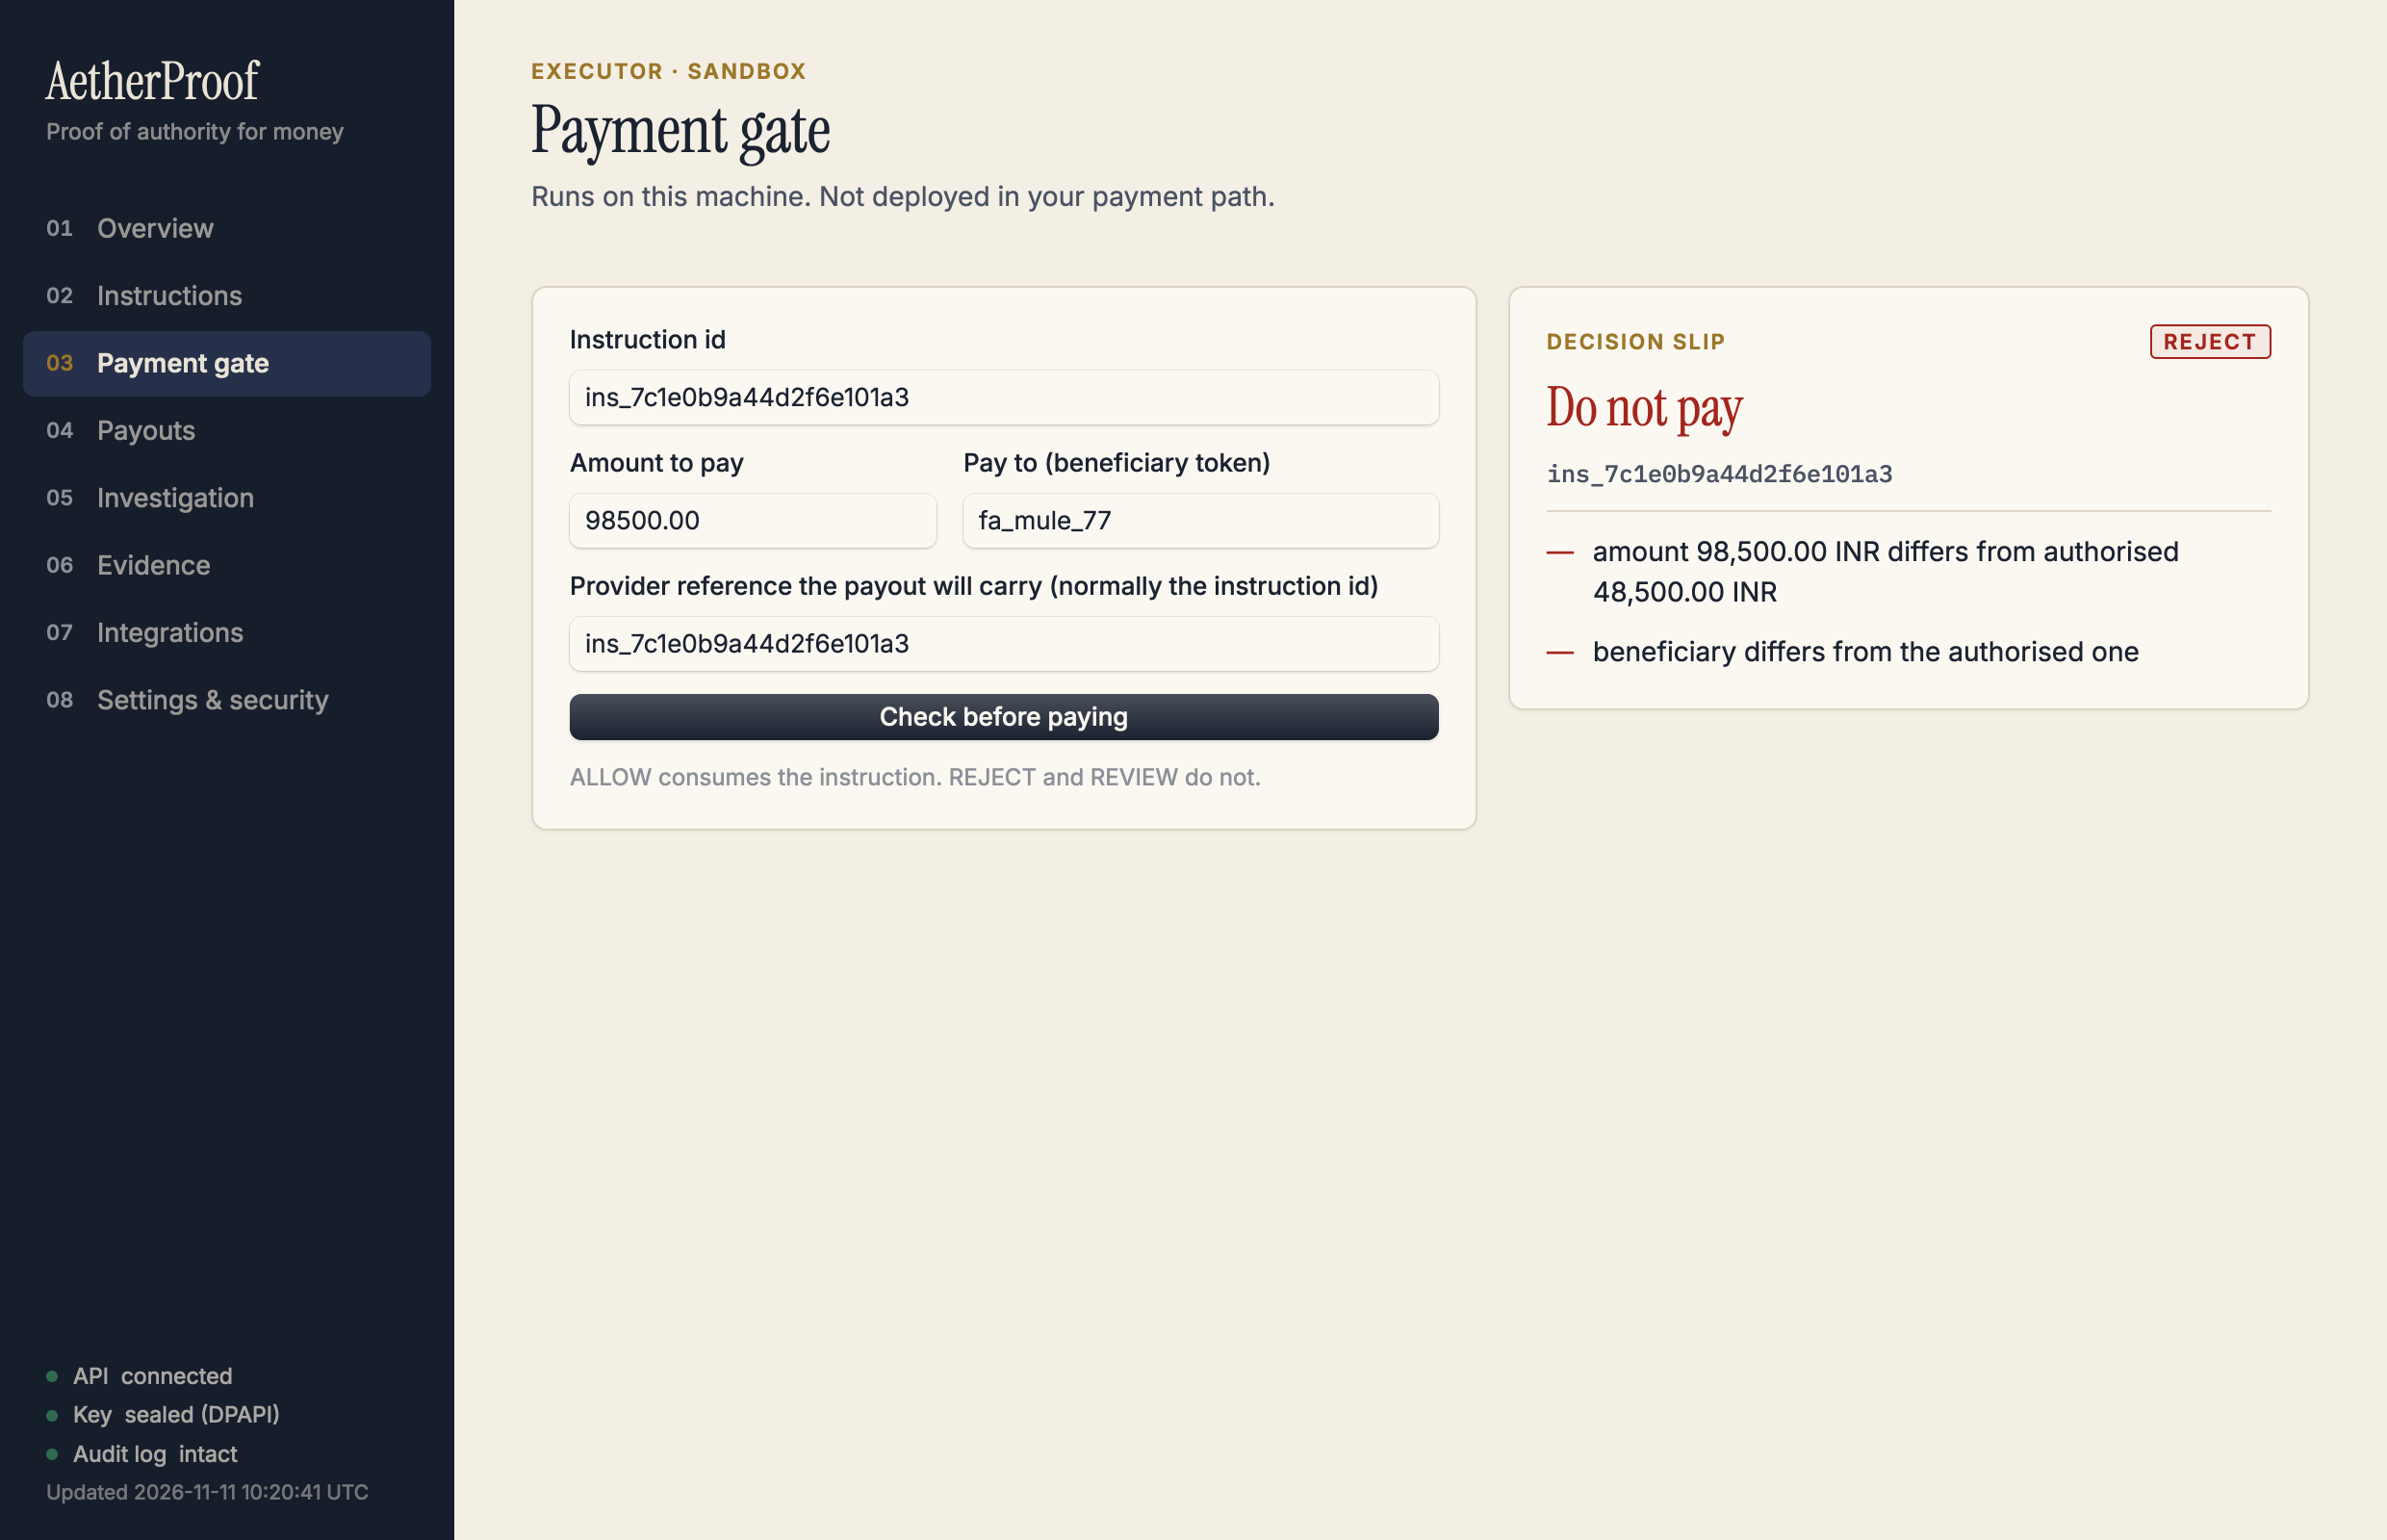 AetherProof
Proof of authority for money
01 Overview
02 Instructions
03 Payment gate
04 Payouts
05 Investigation
06 Evidence
07 Integrations
08 Settings & security
API connected
Key sealed (DPAPI)
Audit log intact
Updated 2026-11-11 10:20:41 UTC
EXECUTOR · SANDBOX
Payment gate
Runs on this machine. Not deployed in your payment path.
Instruction id
ins_7c1e0b9a44d2f6e101a3
Amount to pay
98500.00
Pay to (beneficiary token)
fa_mule_77
Provider reference the payout will carry (normally the instruction id)
ins_7c1e0b9a44d2f6e101a3
Check before paying
ALLOW consumes the instruction. REJECT and REVIEW do not.
DECISION SLIP
REJECT
Do not pay
ins_7c1e0b9a44d2f6e101a3
— amount 98,500.00 INR differs from authorised
48,500.00 INR
— beneficiary differs from the authorised one